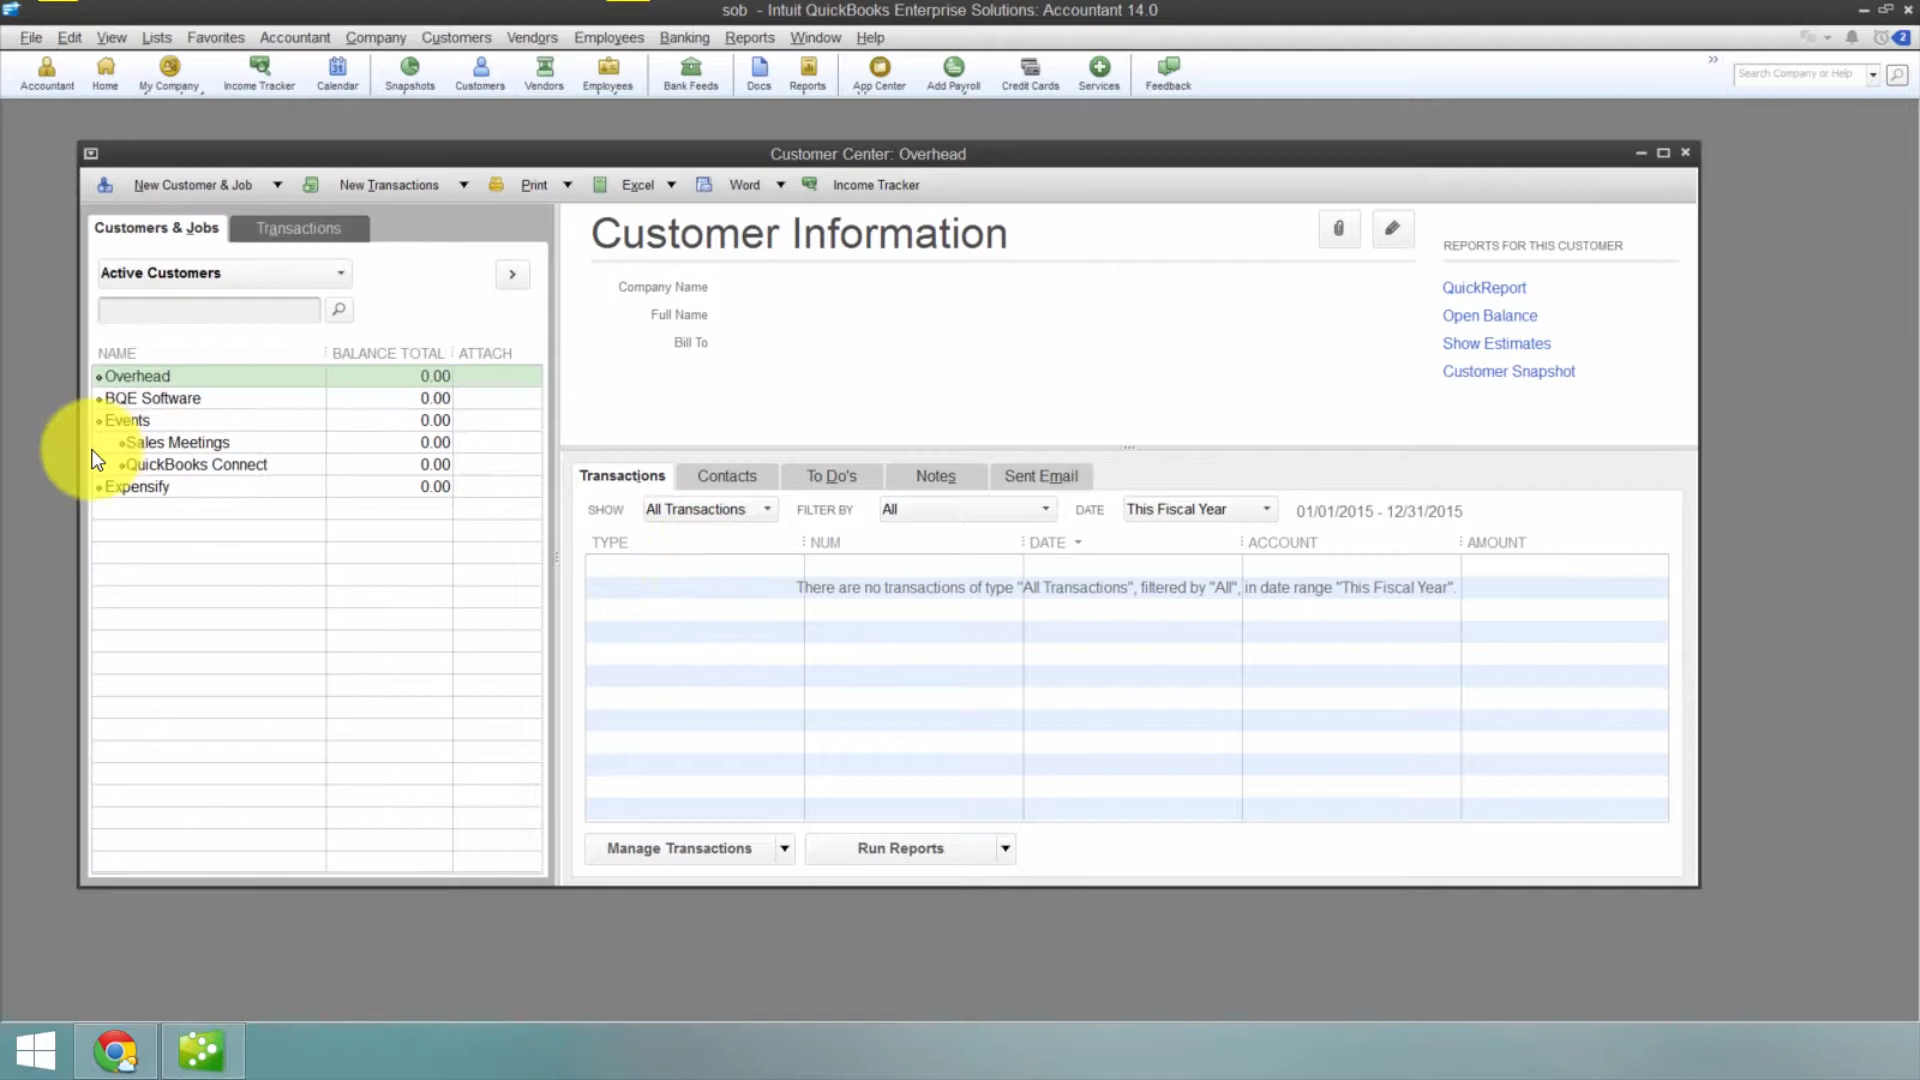 sob - Intuit QuickBooks Enterprise Solutions: Accountant 14.0
File Edit View Lists Favorites Accountant Company Customers Vendors Employees Banking Reports Window Help
2
Accountant Home My Company Income Tracker Calendar Snapshots Customers Vendors Employees Bank Feeds Docs Reports App Center Add Payroll Credit Cards Services Feedback
31
Search Company or Help
Customer Center: Overhead
New Customer & Job New Transactions Print Excel Word Income Tracker
Customers & Jobs Transactions
Active Customers
NAME BALANCE TOTAL ATTACH
Overhead 0.00
BQE Software 0.00
Events 0.00
Sales Meetings 0.00
QuickBooks Connect 0.00
Expensify 0.00
Customer Information
Company Name
Full Name
Bill To
REPORTS FOR THIS CUSTOMER
QuickReport
Open Balance
Show Estimates
Customer Snapshot
Transactions Contacts To Do's Notes Sent Email
SHOW All Transactions FILTER BY All DATE This Fiscal Year 01/01/2015 - 12/31/2015
TYPE NUM DATE ACCOUNT AMOUNT
There are no transactions of type "All Transactions", filtered by "All", in date range "This Fiscal Year".
Manage Transactions Run Reports